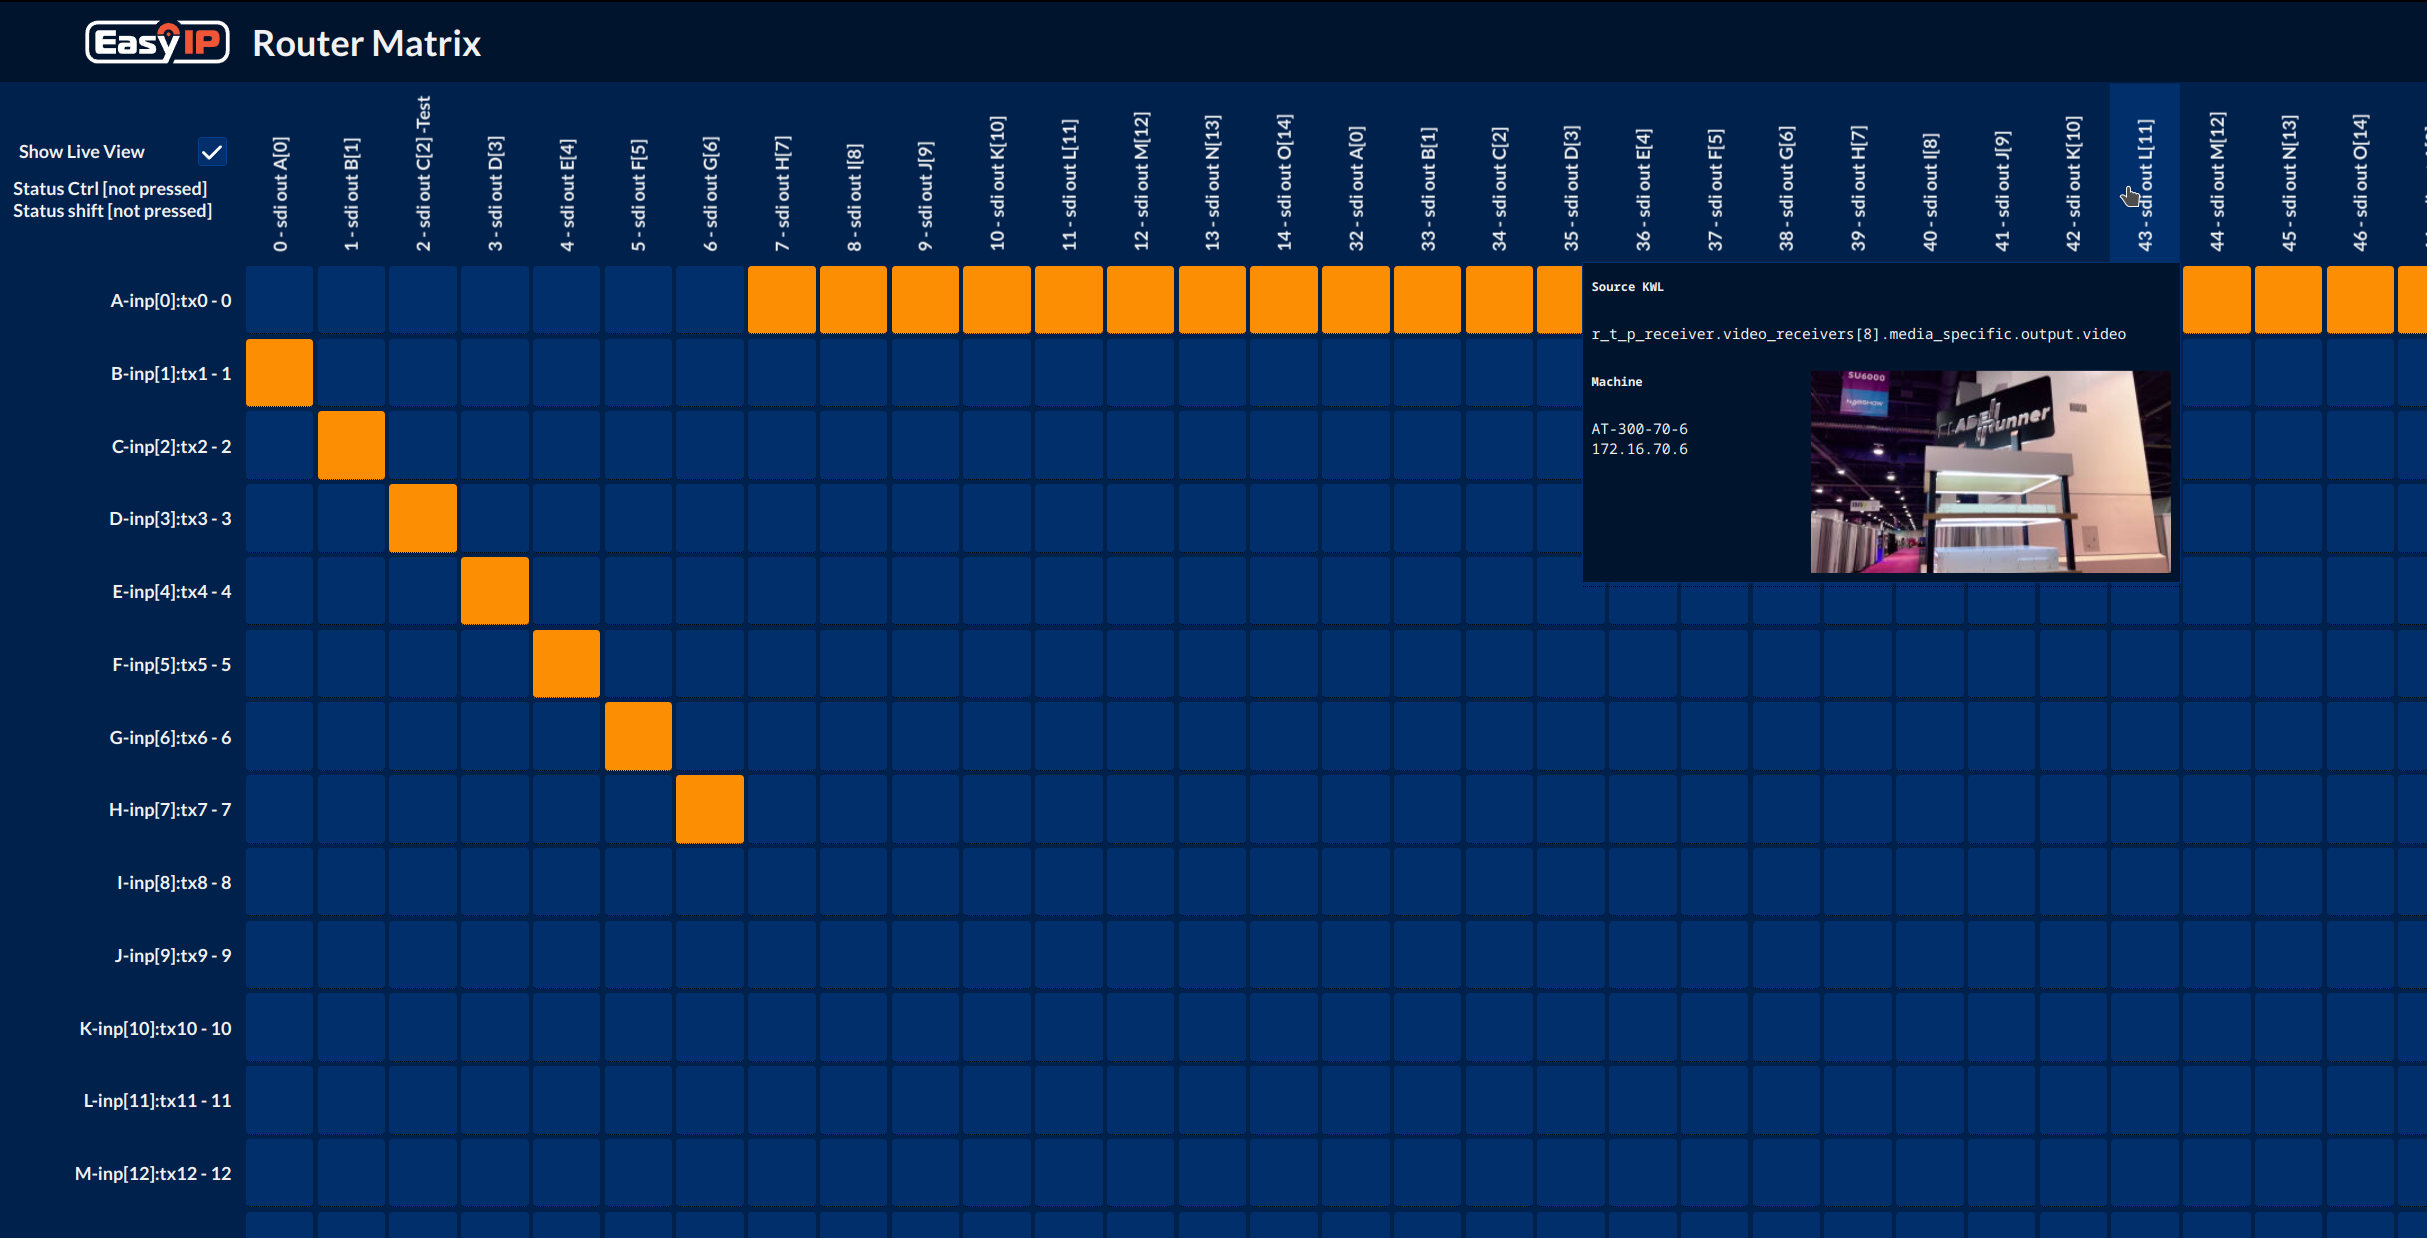 EasyIP Router Matrix
Show Live View
Status Ctrl [not pressed]
Status shift [not pressed]
0 - sdi out A[0]
1 - sdi out B[1]
2 - sdi out C[2] -Test
3 - sdi out D[3]
4 - sdi out E[4]
5 - sdi out F[5]
6 - sdi out G[6]
7 - sdi out H[7]
8 - sdi out I[8]
9 - sdi out J[9]
10 - sdi out K[10]
11 - sdi out L[11]
12 - sdi out M[12]
13 - sdi out N[13]
14 - sdi out O[14]
32 - sdi out A[0]
33 - sdi out B[1]
34 - sdi out C[2]
35 - sdi out D[3]
36 - sdi out E[4]
37 - sdi out F[5]
38 - sdi out G[6]
39 - sdi out H[7]
40 - sdi out I[8]
41 - sdi out J[9]
42 - sdi out K[10]
43 - sdi out L[11]
44 - sdi out M[12]
45 - sdi out N[13]
46 - sdi out O[14]
A-inp[0]:tx0 - 0
B-inp[1]:tx1 - 1
C-inp[2]:tx2 - 2
D-inp[3]:tx3 - 3
E-inp[4]:tx4 - 4
F-inp[5]:tx5 - 5
G-inp[6]:tx6 - 6
H-inp[7]:tx7 - 7
I-inp[8]:tx8 - 8
J-inp[9]:tx9 - 9
K-inp[10]:tx10 - 10
L-inp[11]:tx11 - 11
M-inp[12]:tx12 - 12
Source KWL
r_t_p_receiver.video_receivers[8].media_specific.output.video
Machine
AT-300-70-6
172.16.70.6
SU6000